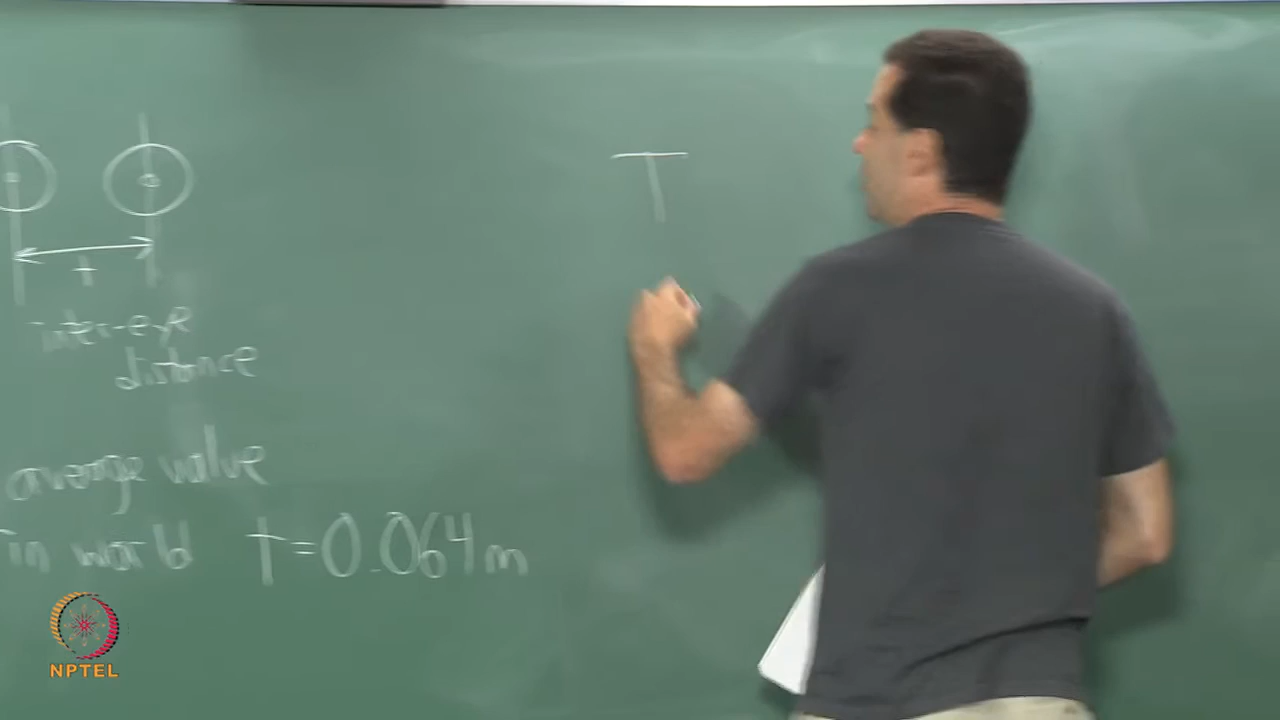 t
inter-eye
distance
average value
in world t=0.064m
T
NPTEL